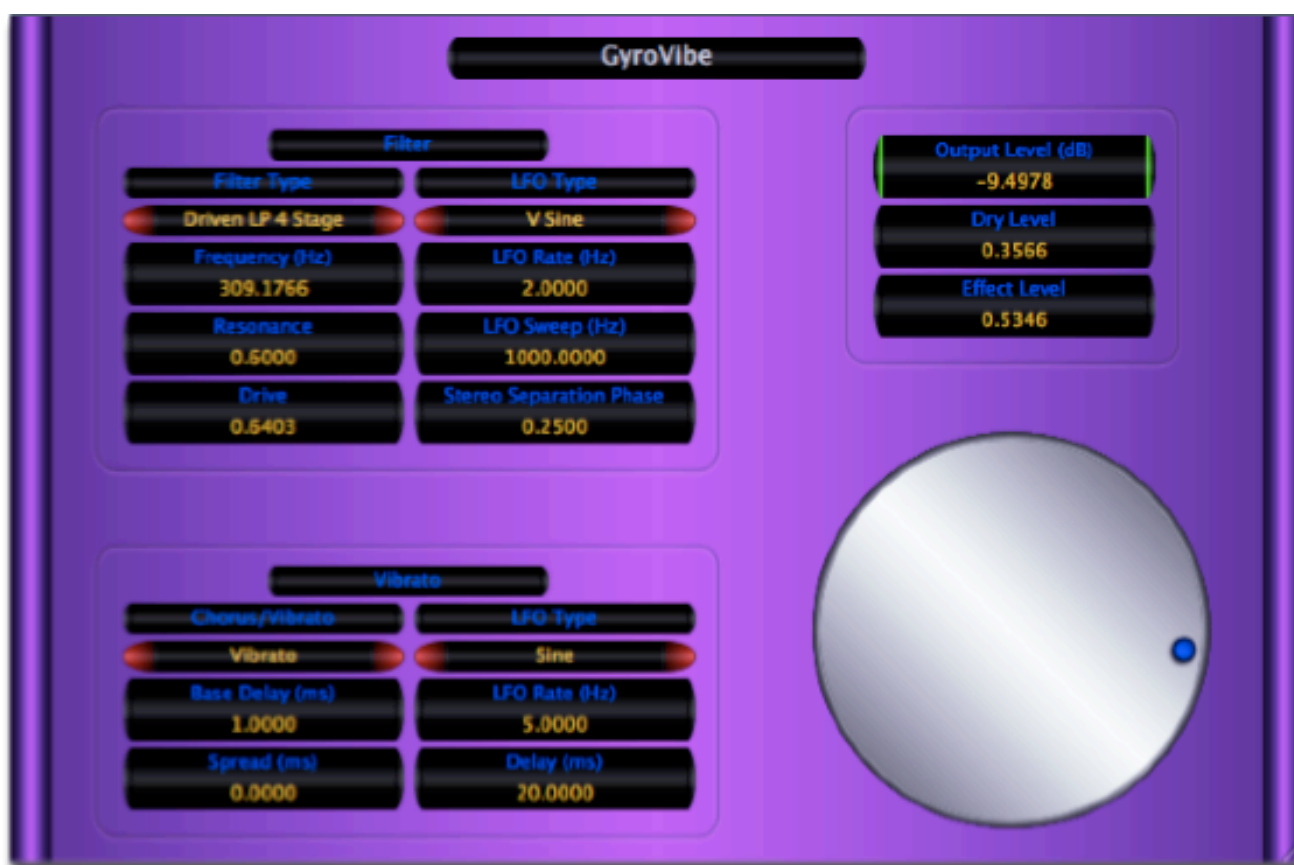 GyroVibe
Filter
Filter Type
LFO Type
Driven LP 4 Stage
V Sine
Frequency (Hz)
309.1766
LFO Rate (Hz)
2.0000
Resonance
0.6000
LFO Sweep (Hz)
1000.0000
Drive
0.6403
Stereo Separation Phase
0.2500
Output Level (dB)
-9.4978
Dry Level
0.3566
Effect Level
0.5346
Vibrato
Chorus/Vibrato
LFO Type
Vibrato
Sine
Base Delay (ms)
1.0000
LFO Rate (Hz)
5.0000
Spread (ms)
0.0000
Delay (ms)
20.0000